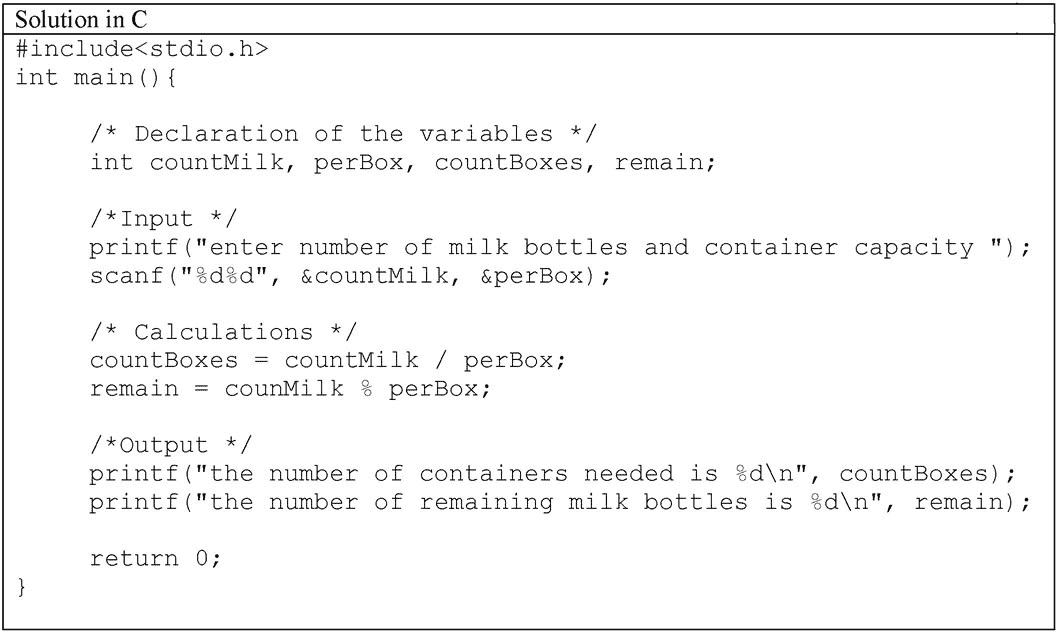 Solution in C
#include<stdio.h>
int main(){
/* Declaration of the variables */
int countMilk, perBox, countBoxes, remain;
/*Input */
printf("enter number of milk bottles and container capacity ");
scanf("%d%d", &countMilk, &perBox);
/* Calculations */
countBoxes = countMilk / perBox;
remain = counMilk % perBox;
/*Output */
printf("the number of containers needed is %d\n", countBoxes);
printf("the number of remaining milk bottles is %d\n", remain);
return 0;
}